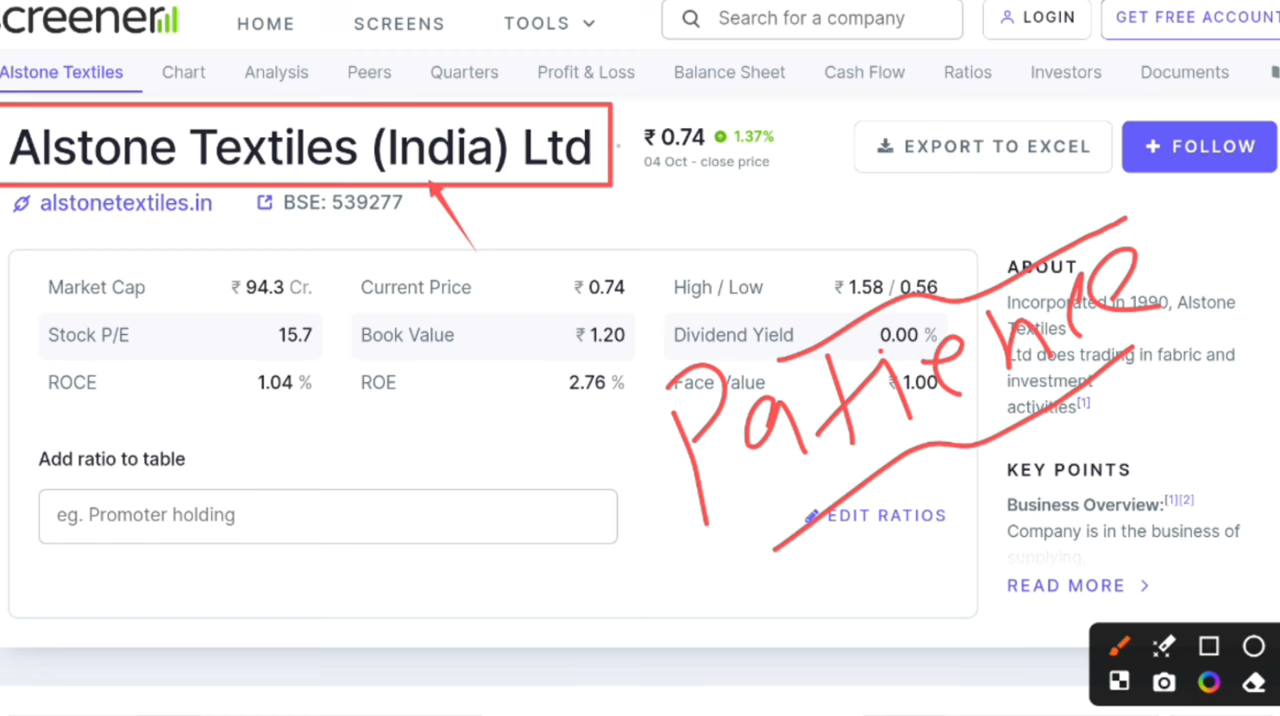 screener
HOME SCREENS TOOLS
Search for a company
LOGIN
GET FREE ACCOUNT
Alstone Textiles Chart Analysis Peers Quarters Profit & Loss Balance Sheet Cash Flow Ratios Investors Documents
Alstone Textiles (India) Ltd
₹ 0.74 1.37%
04 Oct - close price
EXPORT TO EXCEL
+ FOLLOW
alstonetextiles.in BSE: 539277
Market Cap ₹ 94.3 Cr.
Current Price ₹ 0.74
High / Low ₹ 1.58 / 0.56
Stock P/E 15.7
Book Value ₹ 1.20
Dividend Yield 0.00 %
ROCE 1.04 %
ROE 2.76 %
Face Value ₹ 1.00
Patience
Add ratio to table
eg. Promoter holding
EDIT RATIOS
ABOUT
Incorporated in 1990, Alstone
Textiles
Ltd does trading in fabric and
investment
activities[1]
KEY POINTS
Business Overview:[1][2]
Company is in the business of
supplying,
READ MORE